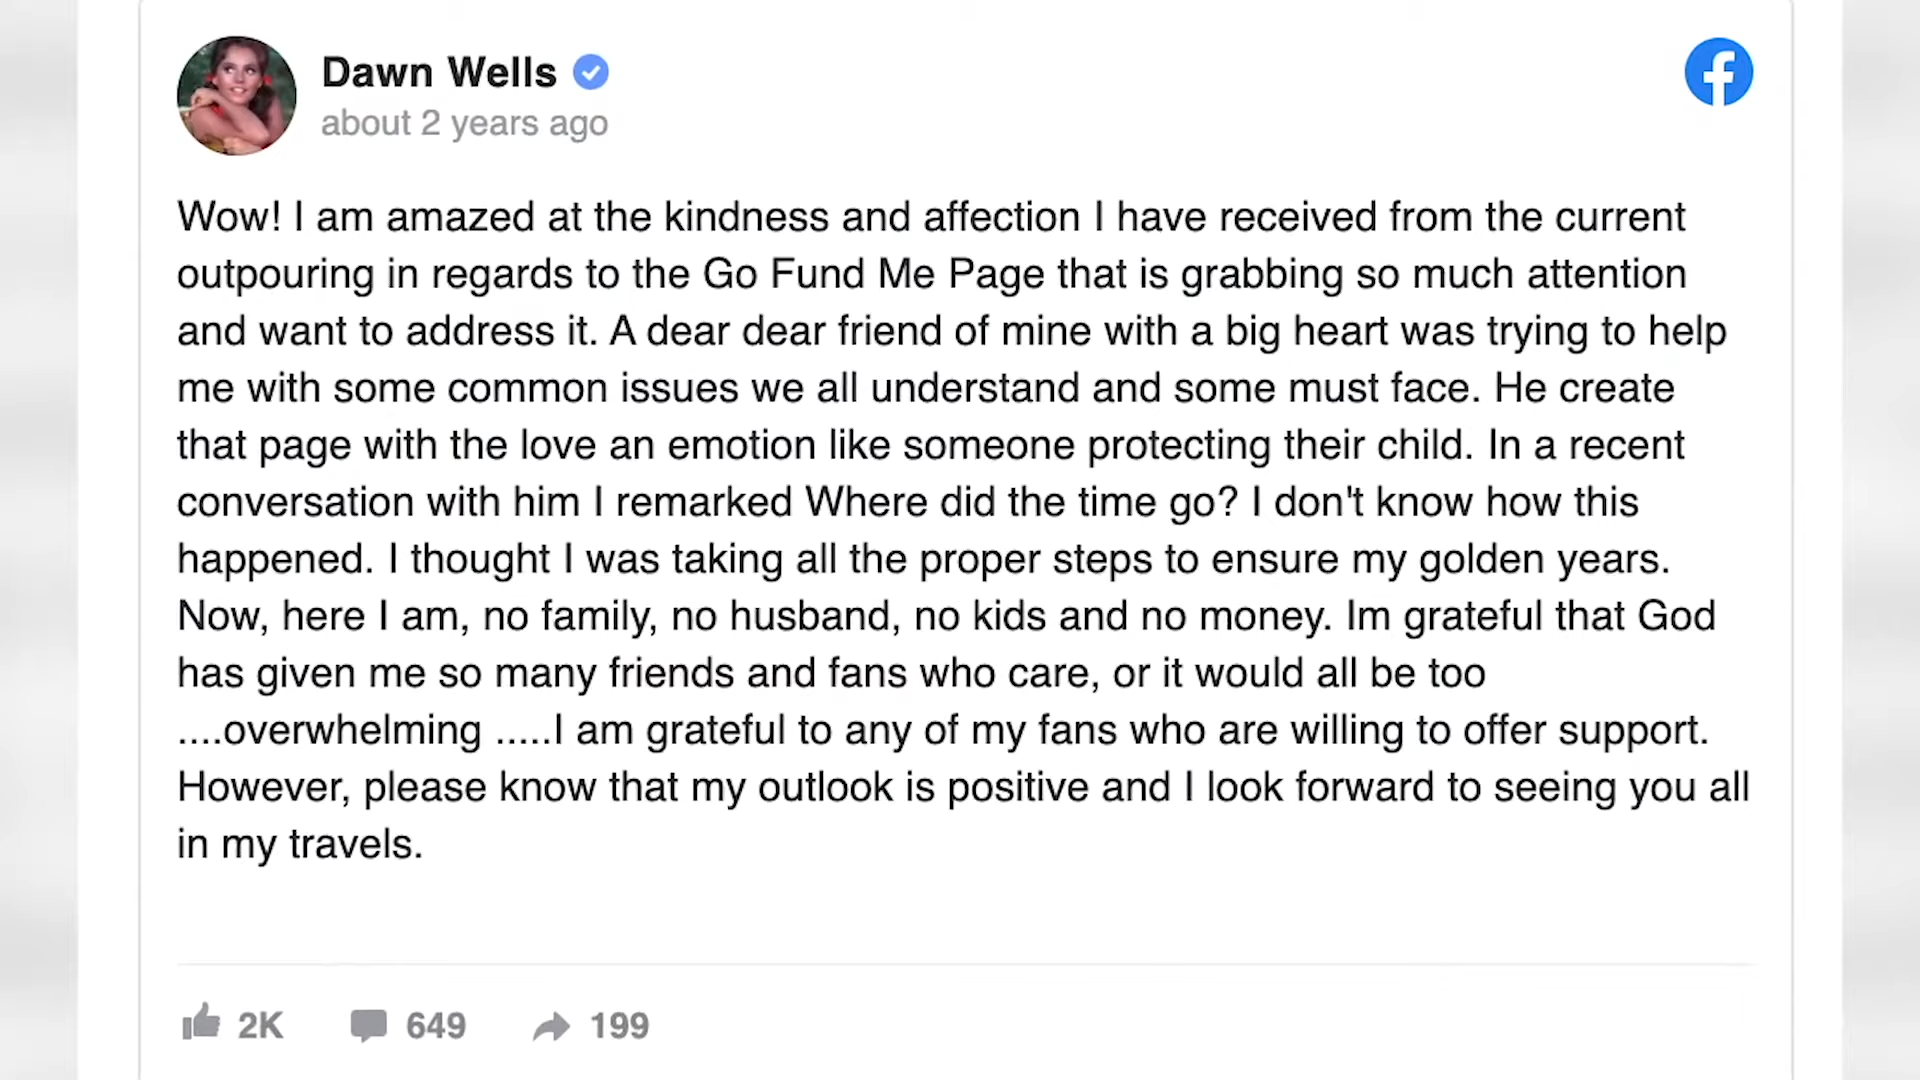 Dawn Wells
about 2 years ago
Wow! I am amazed at the kindness and affection I have received from the current
outpouring in regards to the Go Fund Me Page that is grabbing so much attention
and want to address it. A dear dear friend of mine with a big heart was trying to help
me with some common issues we all understand and some must face. He create
that page with the love an emotion like someone protecting their child. In a recent
conversation with him I remarked Where did the time go? I don't know how this
happened. I thought I was taking all the proper steps to ensure my golden years.
Now, here I am, no family, no husband, no kids and no money. Im grateful that God
has given me so many friends and fans who care, or it would all be too
....overwhelming .....I am grateful to any of my fans who are willing to offer support.
However, please know that my outlook is positive and I look forward to seeing you all
in my travels.
2K 649 199